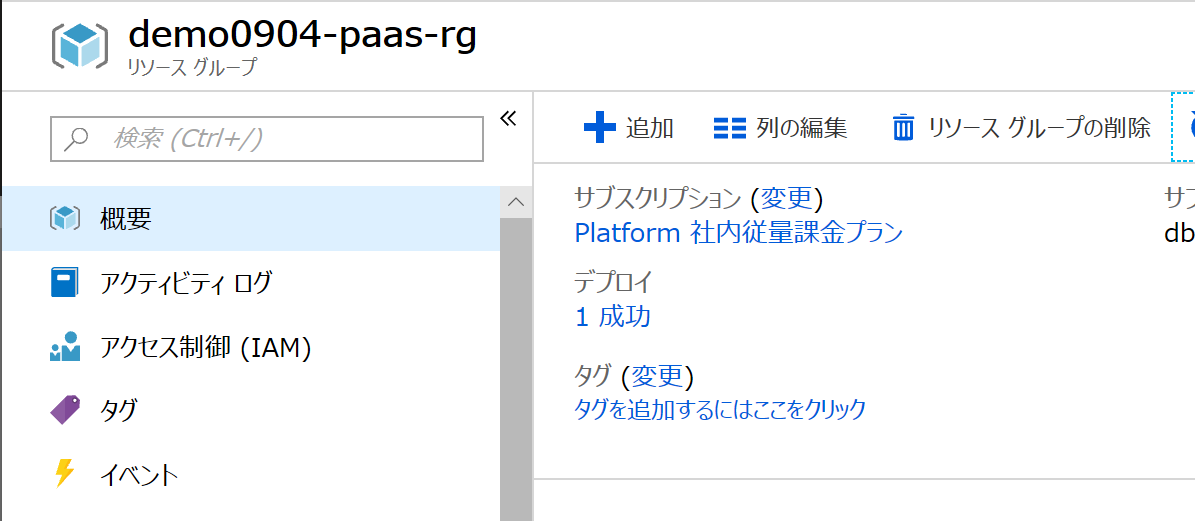 demo0904-paas-rg
リソース グループ
検索 (Ctrl+/)
概要
アクティビティ ログ
アクセス制御 (IAM)
タグ
イベント
追加
列の編集
リソース グループの削除
サブスクリプション (変更)
Platform 社内従量課金プラン
デプロイ
1 成功
タグ (変更)
タグを追加するにはここをクリック
サブ
db